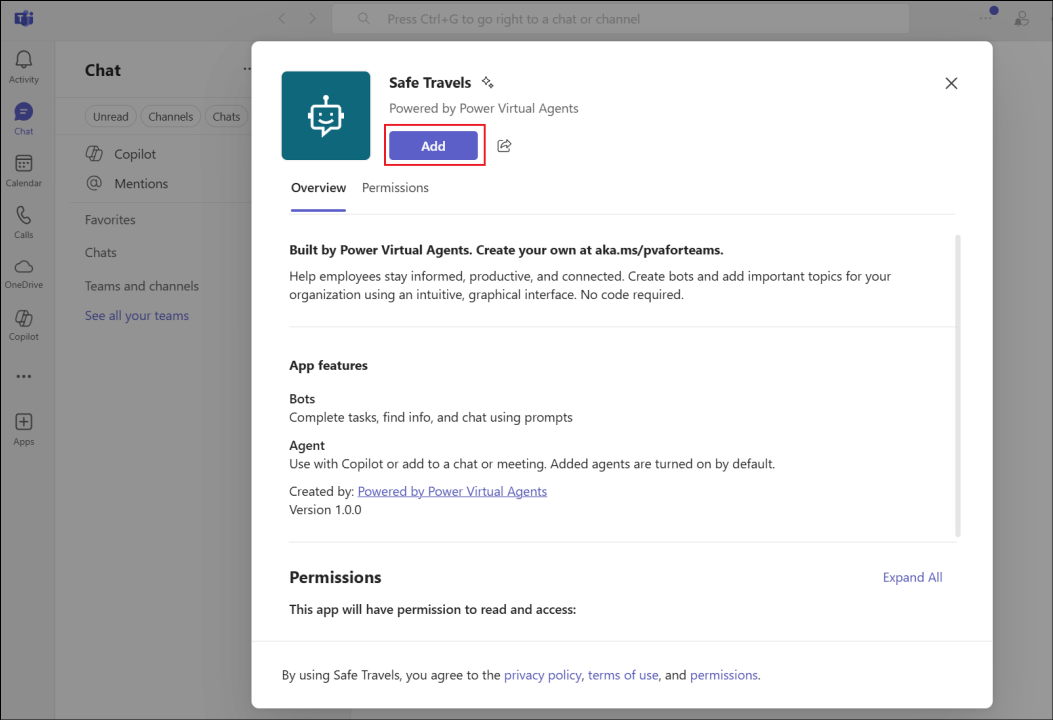 Press Ctrl+G to go right to a chart or channel
Activity
Chat
Calendar
Calls
OneDrive
Copilot
Apps
Chat
Unread
Channels
Chats
Copilot
Mentions
Favorites
Chats
Teams and channels
See all your teams
Safe Travels
Powered by Power Virtual Agents
Add
Overview
Permissions
Built by Power Virtual Agents. Create your own at aka.ms/pvaforteams.
Help employees stay informed, productive, and connected. Create bots and add important topics for your
organization using an intuitive, graphical interface. No code required.
App features
Bots
Complete tasks, find info, and chat using prompts
Agent
Use with Copilot or add to a chat or meeting. Added agents are turned on by default.
Created by: Powered by Power Virtual Agents
Version 1.0.0
Permissions
Expand All
This app will have permission to read and access:
By using Safe Travels, you agree to the privacy policy, terms of use, and permissions.